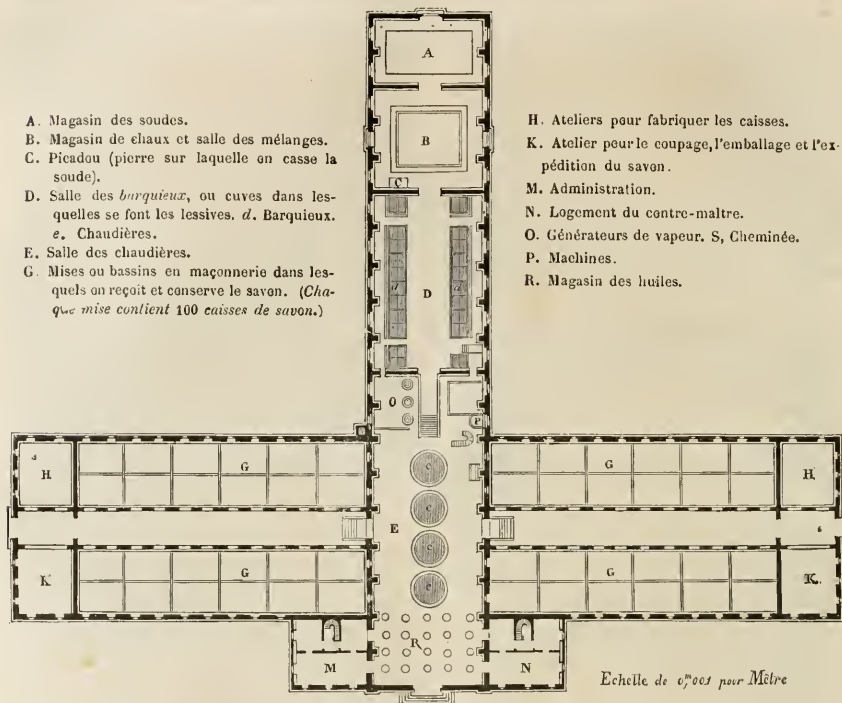 A. Magasin des soudes.
B. Magasin de chaux et salle des mélanges.
C. Picadou (pierre sur laquelle on casse la
soude).
D. Salle des barquieux, ou cuves dans les-
quelles se font les lessives. d. Barquieux.
e. Chaudières.
E. Salle des chaudières.
G. Mises ou bassins en maçonnerie dans les-
quels on reçoit et conserve le savon. (Cha-
que mise contient 100 caisses de savon.)
H. Ateliers pour fabriquer les caisses.
K. Atelier pour le coupage, l'emballage et l'ex-
pédition du savon.
M. Administration.
N. Logement du contre-maître.
O. Générateurs de vapeur. S, Cheminée.
P. Machines.
R. Magasin des huiles.
A
B
C
d
D
d
O
P
H
G
e
G
H
E
e
e
K
G
e
G
K.
R
M
N
Echelle de 0,m001 pour Mètre